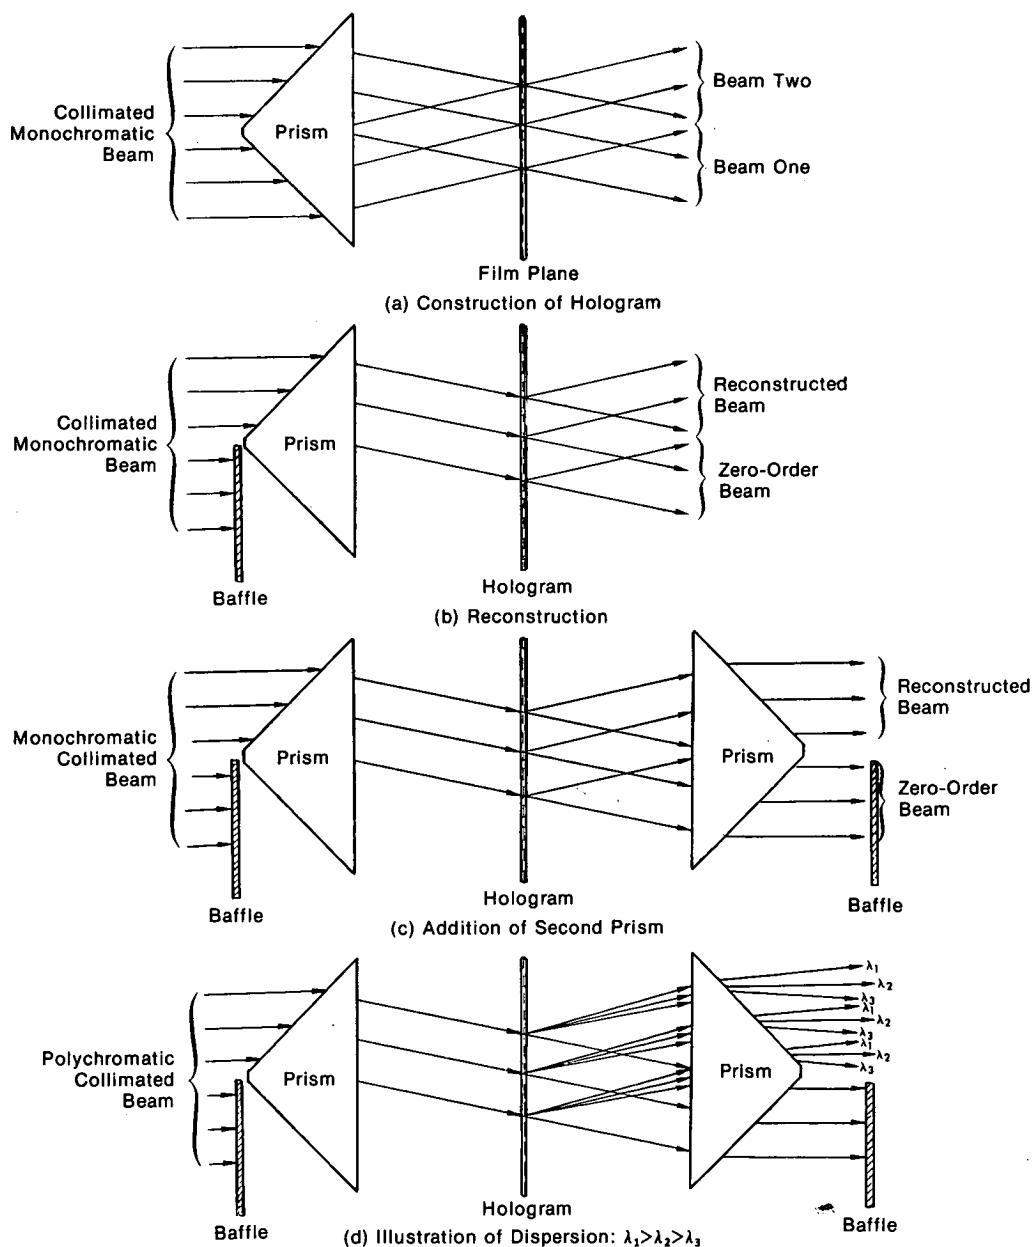 Collimated
Monochromatic
Beam
Prism
Beam Two
Beam One
Film Plane
(a) Construction of Hologram
Collimated
Monochromatic
Beam
Prism
Reconstructed
Beam
Zero-Order
Beam
Baffle
Hologram
(b) Reconstruction
Monochromatic
Collimated
Beam
Prism
Prism
Reconstructed
Beam
Zero-Order
Beam
Baffle
Hologram
Baffle
(c) Addition of Second Prism
Polychromatic
Collimated
Beam
Prism
Prism
λ₁
λ₂
λ₃
λ₁
λ₂
λ₃
λ₁
λ₂
λ₃
Baffle
Hologram
Baffle
(d) Illustration of Dispersion: λ₁>λ₂>λ₃